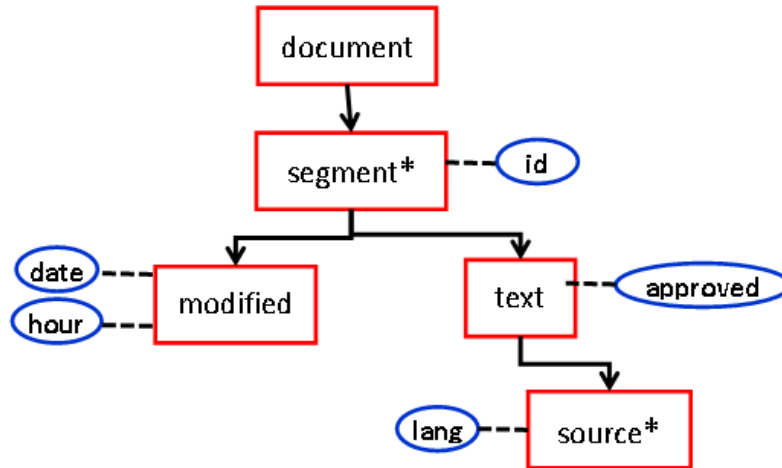 document
segment*
id
date
modified
hour
text
approved
lang
source*